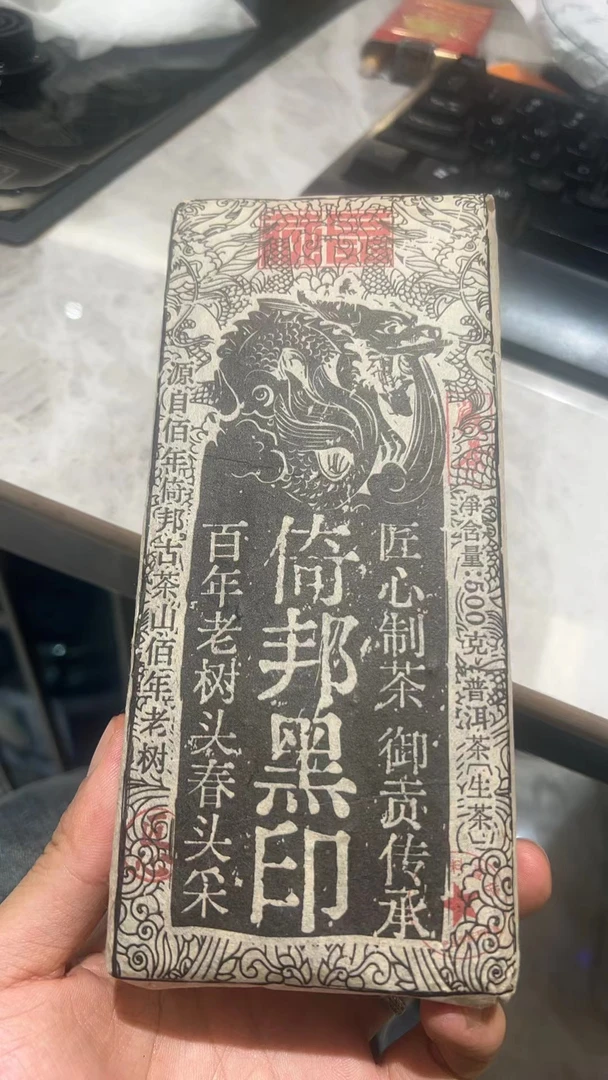 净含量:500克 普洱茶(生茶)
匠心制茶 御贡传承
倚邦黑印
百年老树头春头采
源自佰年倚邦古茶山佰年老树